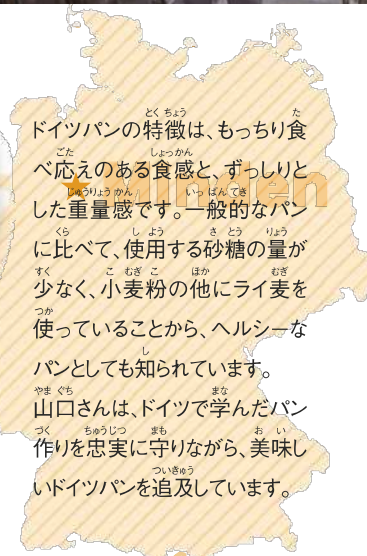 ドイツパンの特徴は、もっちり食
べ応えのある食感と、ずっしりと
した重量感です。一般的なパン
に比べて、使用する砂糖の量が
少なく、小麦粉の他にライ麦を
使っていることから、ヘルシーな
パンとしても知られています。
山口さんは、ドイツで学んだパン
作りを忠実に守りながら、美味し
いドイツパンを追及しています。